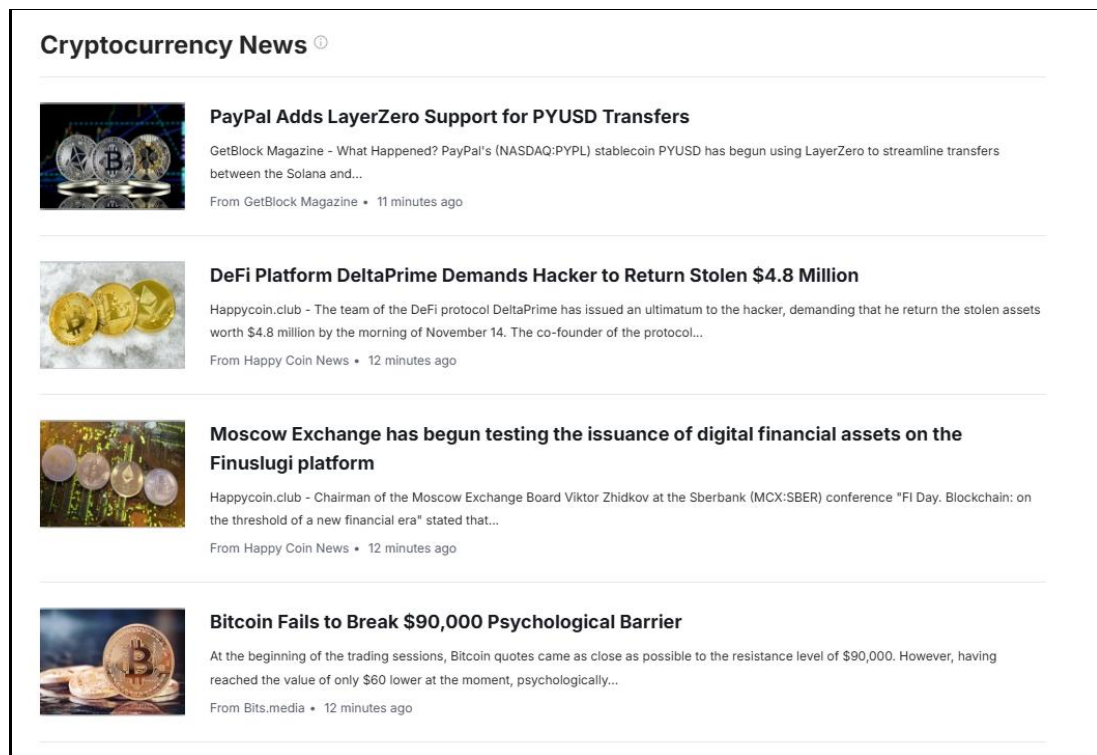 Cryptocurrency News
PayPal Adds LayerZero Support for PYUSD Transfers
GetBlock Magazine - What Happened? PayPal's (NASDAQ:PYPL) stablecoin PYUSD has begun using LayerZero to streamline transfers
between the Solana and...
From GetBlock Magazine • 11 minutes ago
DeFi Platform DeltaPrime Demands Hacker to Return Stolen $4.8 Million
Happycoin.club - The team of the DeFi protocol DeltaPrime has issued an ultimatum to the hacker, demanding that he return the stolen assets
worth $4.8 million by the morning of November 14. The co-founder of the protocol...
From Happy Coin News • 12 minutes ago
Moscow Exchange has begun testing the issuance of digital financial assets on the
Finuslugi platform
Happycoin.club - Chairman of the Moscow Exchange Board Viktor Zhidkov at the Sberbank (MCX:SBER) conference "FI Day. Blockchain: on
the threshold of a new financial era" stated that...
From Happy Coin News • 12 minutes ago
Bitcoin Fails to Break $90,000 Psychological Barrier
At the beginning of the trading sessions, Bitcoin quotes came as close as possible to the resistance level of $90,000. However, having
reached the value of only $60 lower at the moment, psychologically...
From Bits.media • 12 minutes ago